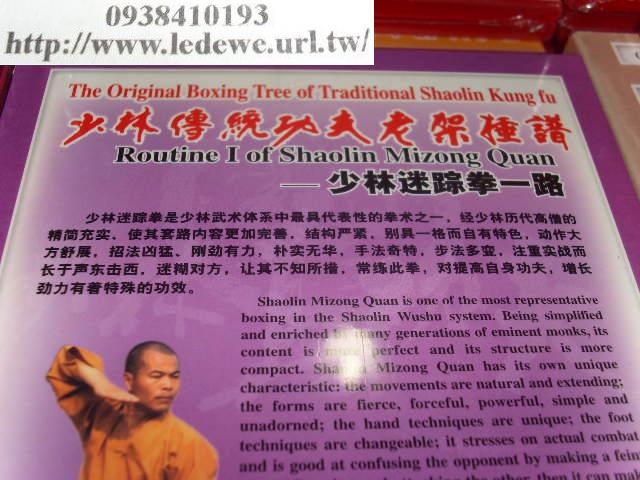 0938410193
http://www.ledewe.url.tw/
The Original Boxing Tree of Traditional Shaolin Kung fu
少林傳統功夫老架拳譜
Routine I of Shaolin Mizong Quan
— 少林迷踪拳一路
少林迷踪拳是少林武术体系中最具代表性的拳术之一，经少林历代高僧的
精简充实、使其套路内容更加完善，结构严紧，别具一格而自有特色，动作大
方舒展，招法凶猛、刚劲有力，朴实无华，手法奇特，步法多变，注重实战而
长于声东击西，迷糊对方，让其不知所措，常练此拳，对提高自身功夫，增长
劲力有着特殊的功效。
Shaolin Mizong Quan is one of the most representative
boxing in the Shaolin Wushu system. Being simplified
and enriched by many generations of eminent monks, its
content is more perfect and its structure is more
compact. Shaolin Mizong Quan has its own unique
characteristic: the movements are natural and extending;
the forms are fierce, forceful, powerful, simple and
unadorned; the hand techniques are unique; the foot
techniques are changeable; it stresses on actual combat
and is good at confusing the opponent by making a feint
the other, then it can make